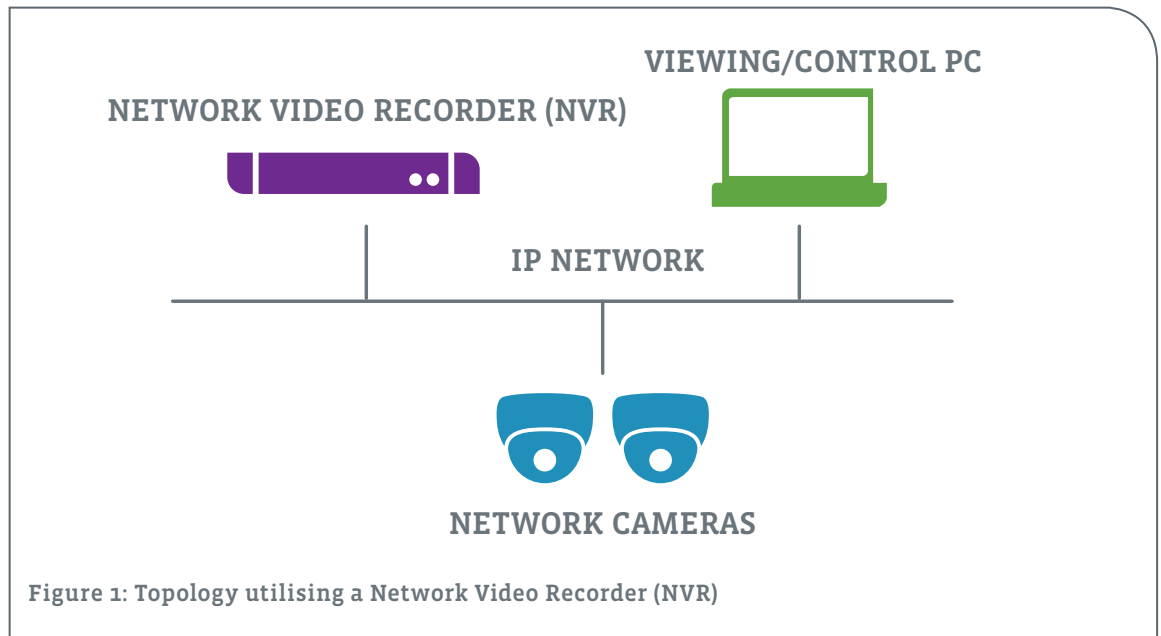 VIEWING/CONTROL PC
NETWORK VIDEO RECORDER (NVR)
IP NETWORK
NETWORK CAMERAS
Figure 1: Topology utilising a Network Video Recorder (NVR)